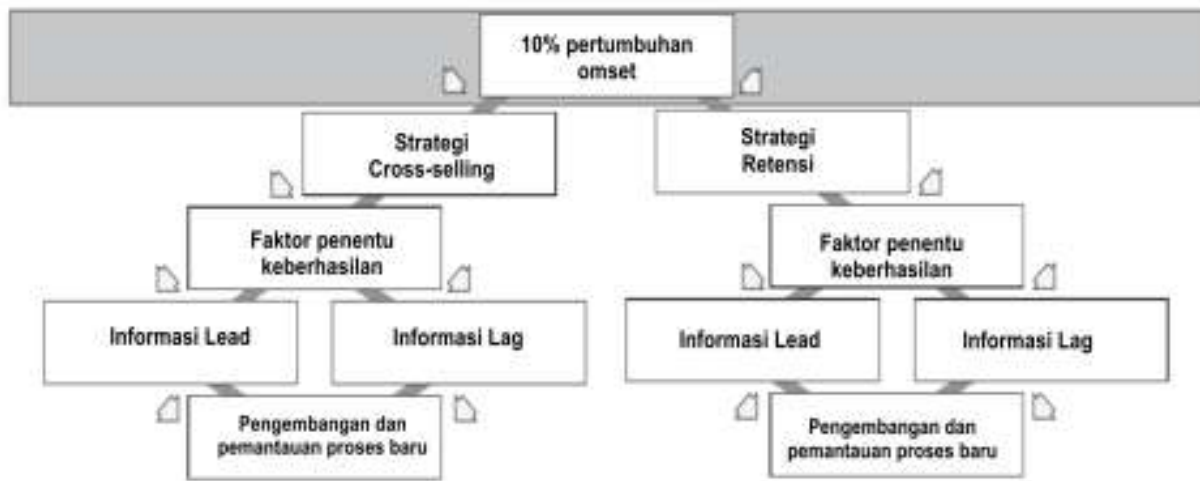 10% pertumbuhan
omset
Strategi
Cross-selling
Strategi
Retensi
Faktor penentu
keberhasilan
Faktor penentu
keberhasilan
Informasi Lead
Informasi Lag
Informasi Lead
Informasi Lag
Pengembangan dan
pemantauan proses baru
Pengembangan dan
pemantauan proses baru